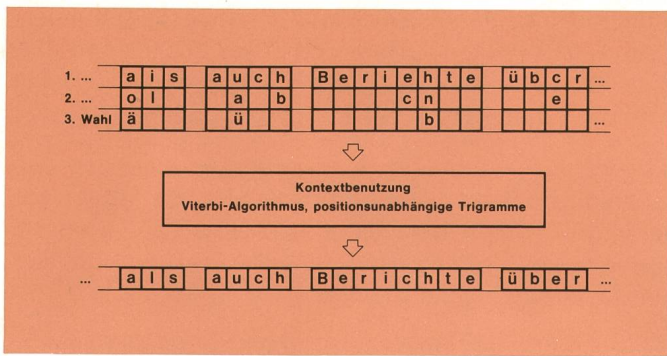 1. ... a i s a u c h B e r i e h t e ü b c r ...
2. ... o l a b c n e
3. Wahl ä ü b ...
Kontextbenutzung
Viterbi-Algorithmus, positionsunabhängige Trigramme
... a l s a u c h B e r i c h t e ü b e r ...